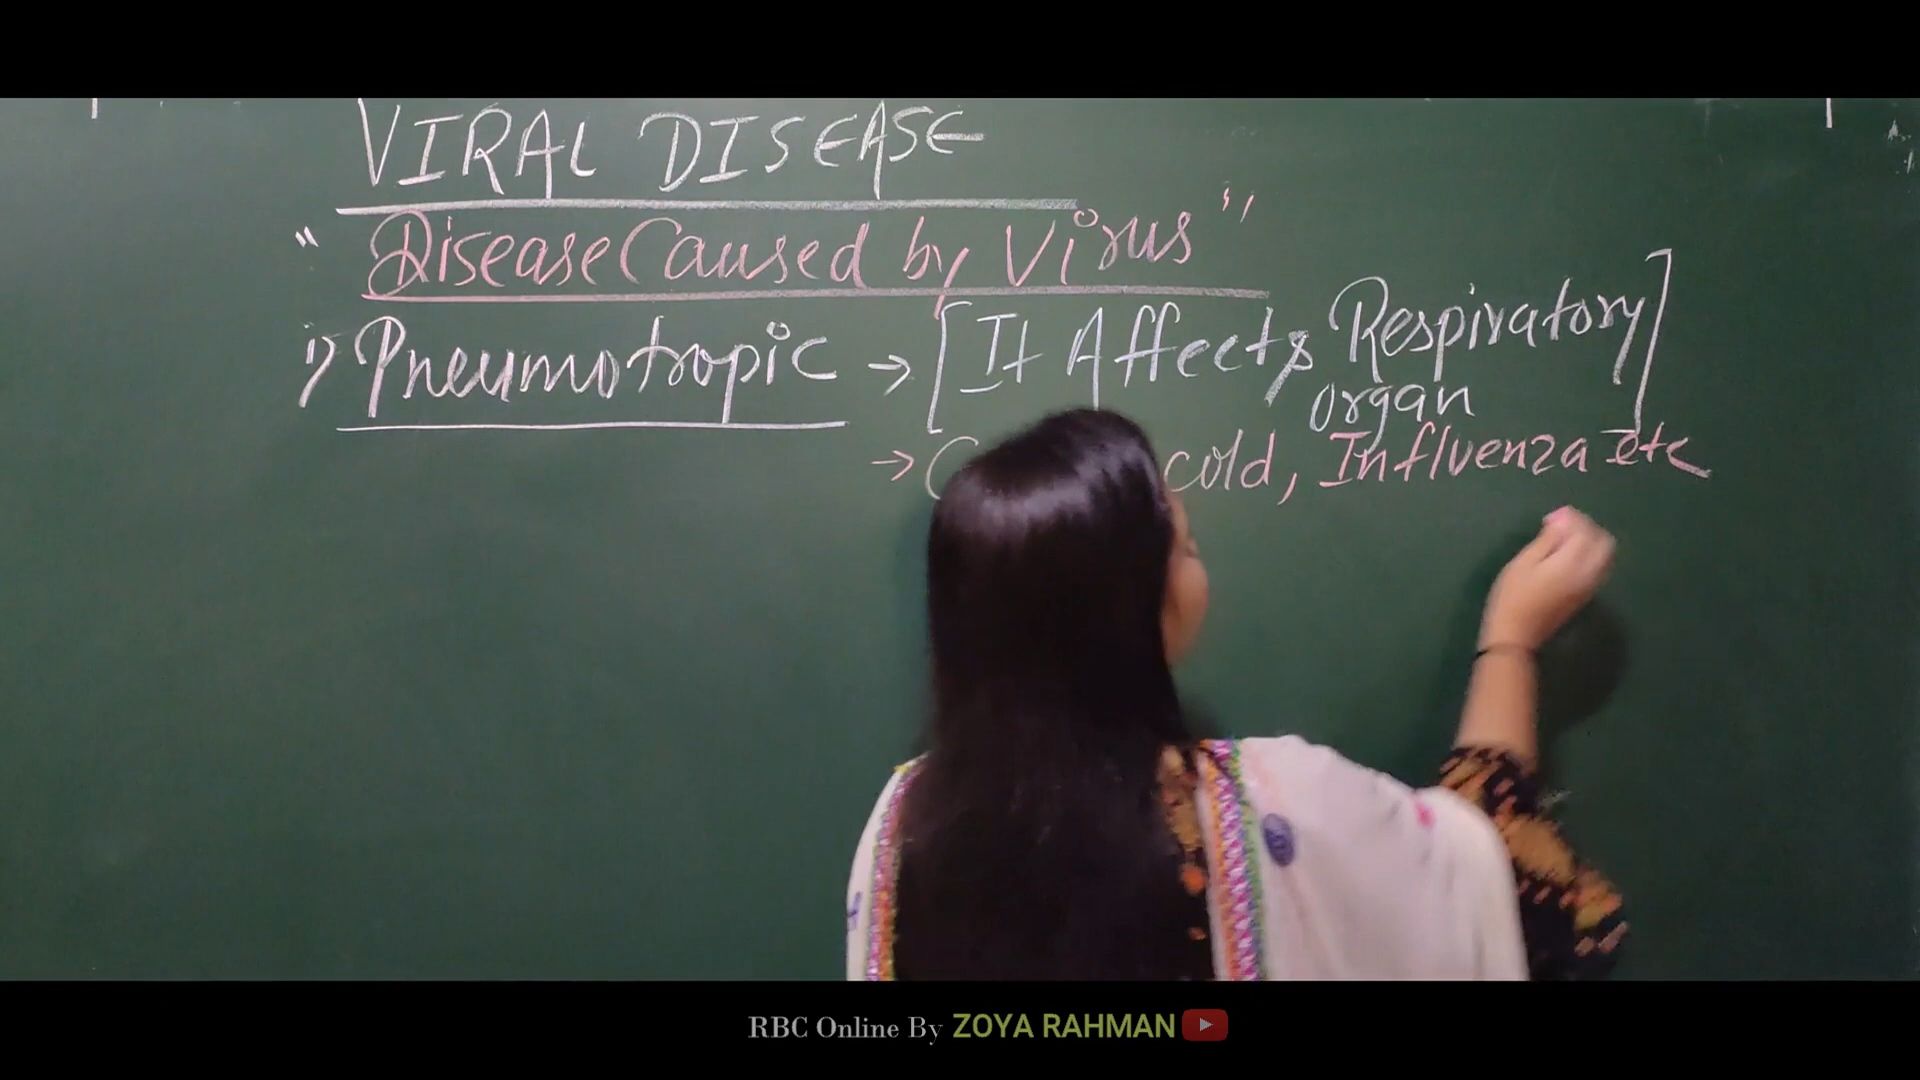 VIRAL DISEASE
" Disease Caused by Virus "
i) Pneumotropic → [It Affects Respiratory
organ]
→ cold, Influenza etc
RBC Online By ZOYA RAHMAN